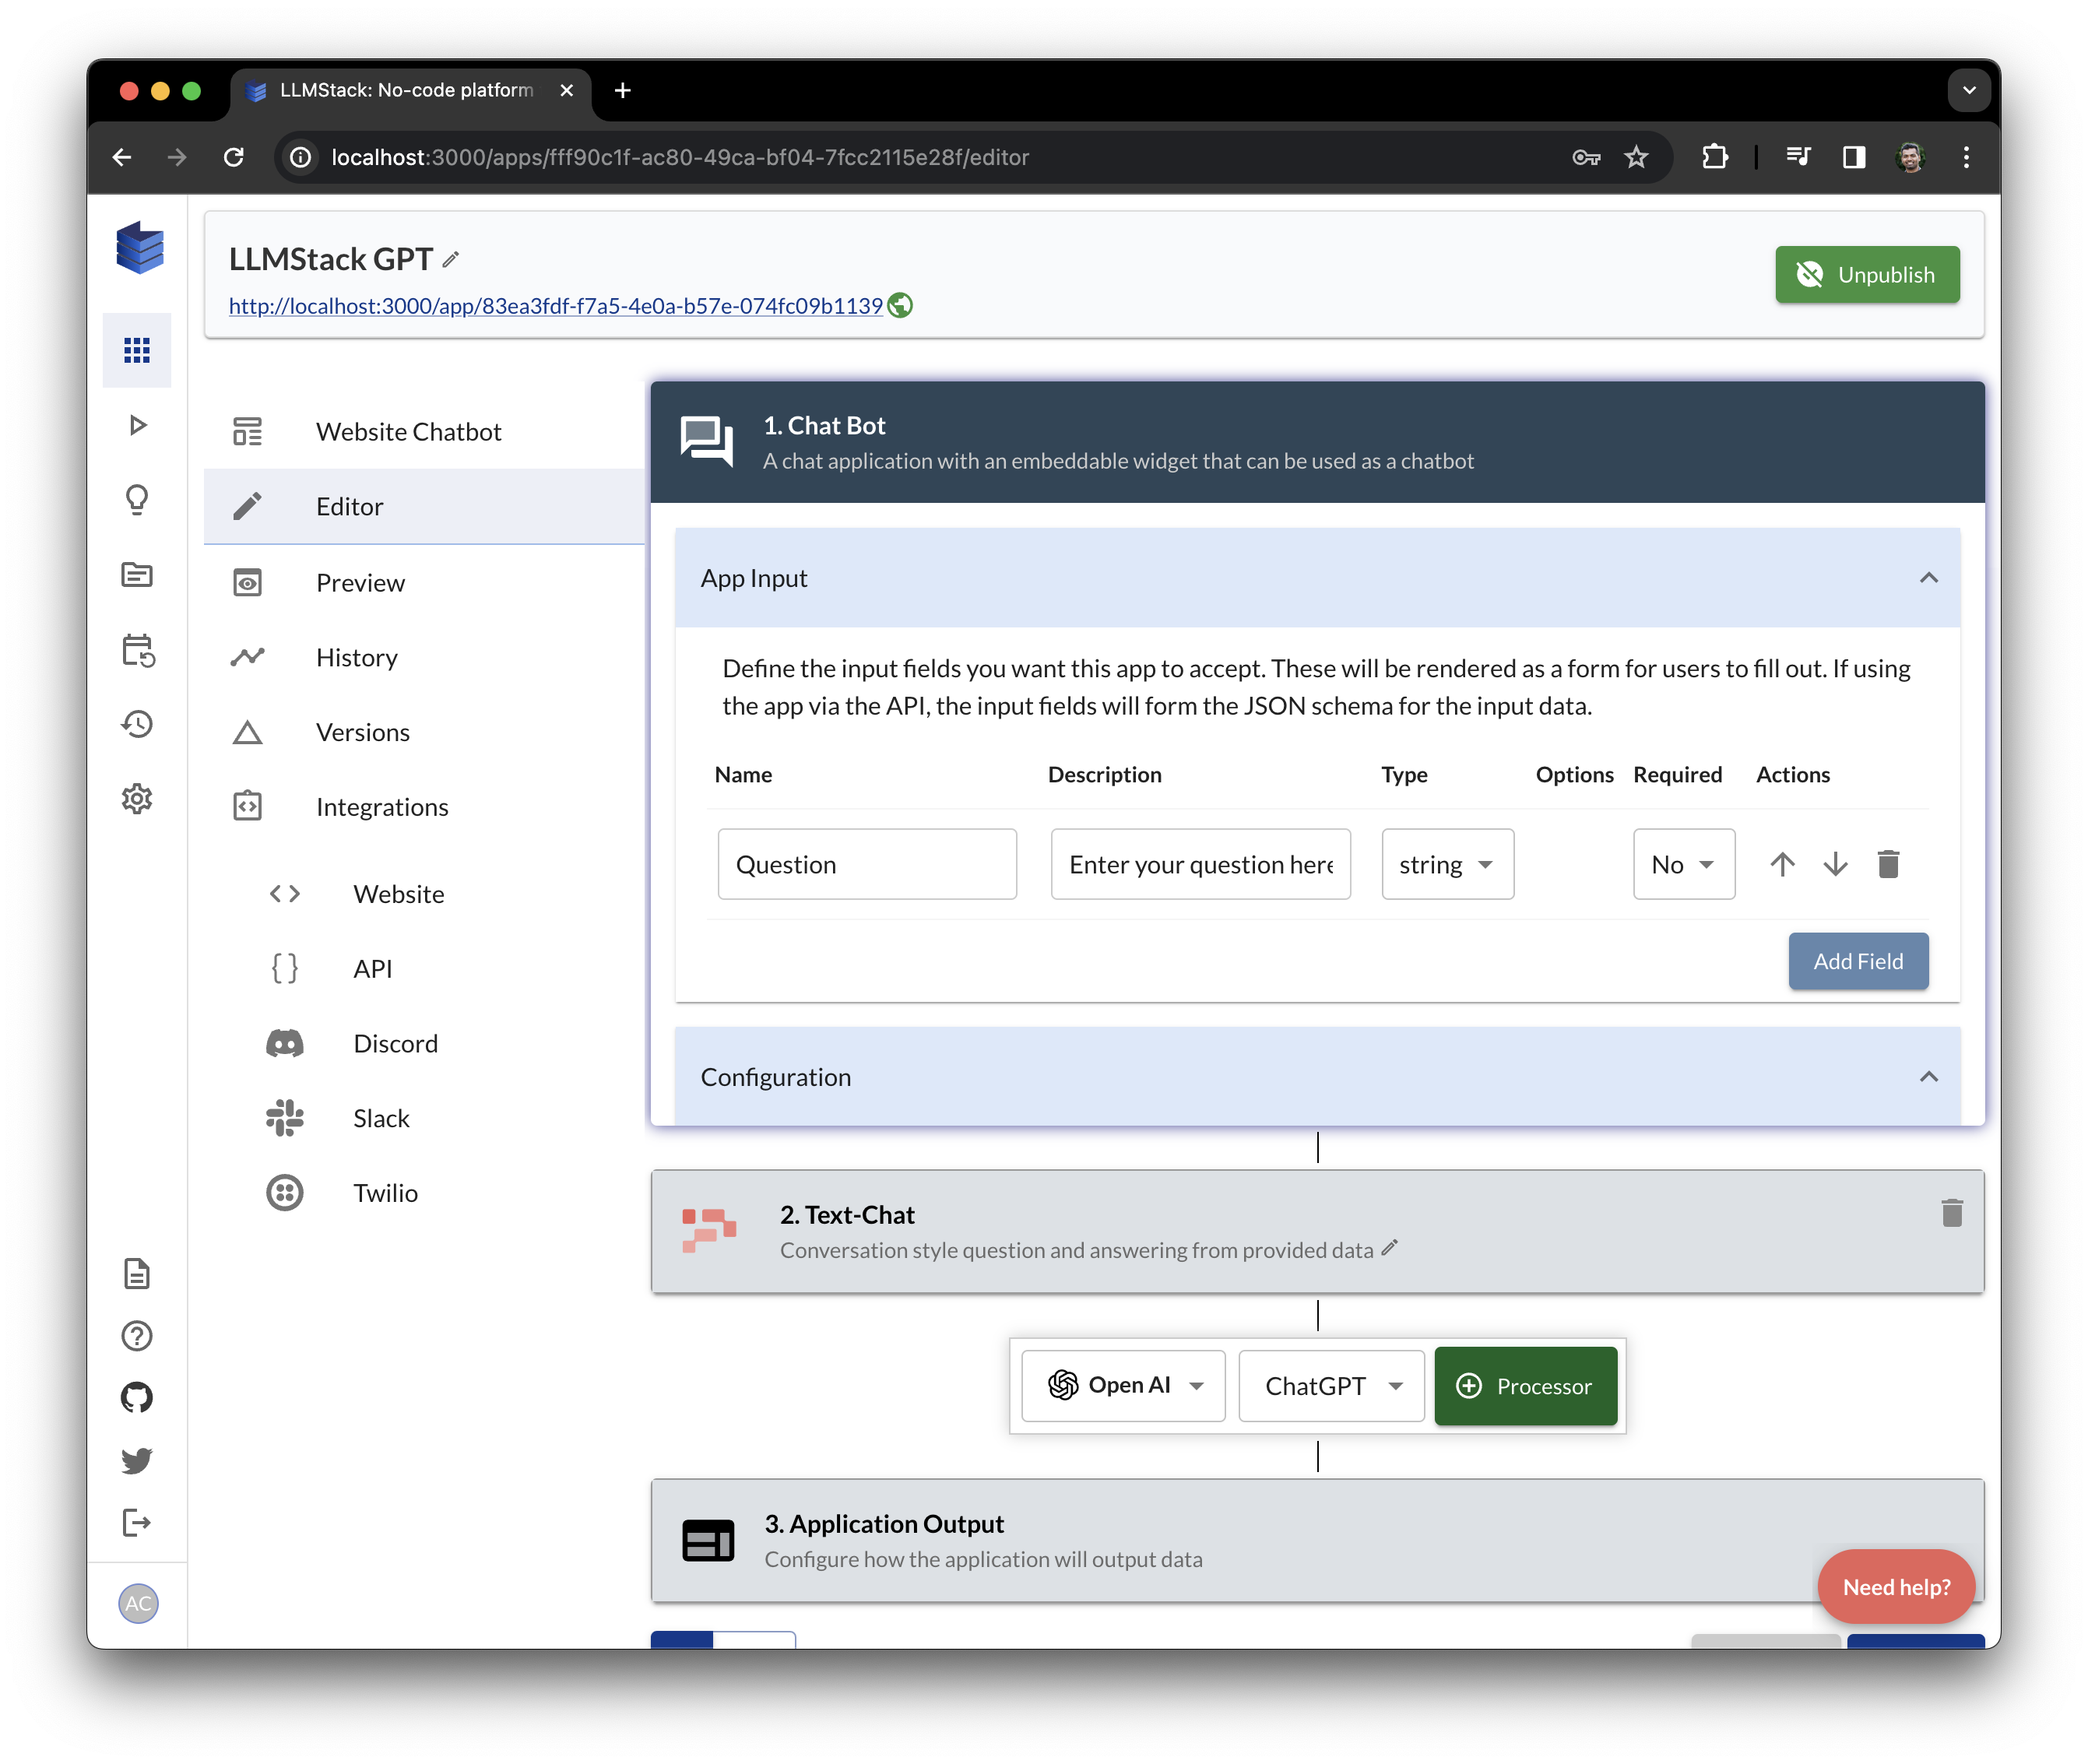 LLMStack: No-code platform
localhost:3000/apps/fff90c1f-ac80-49ca-bf04-7fcc2115e28f/editor
LLMStack GPT
http://localhost:3000/app/83ea3fdf-f7a5-4e0a-b57e-074fc09b1139
Unpublish
Website Chatbot
Editor
Preview
History
Versions
Integrations
Website
API
Discord
Slack
Twilio
AC
1. Chat Bot
A chat application with an embeddable widget that can be used as a chatbot
App Input
Define the input fields you want this app to accept. These will be rendered as a form for users to fill out. If using
the app via the API, the input fields will form the JSON schema for the input data.
Name Description Type Options Required Actions
Question Enter your question here string No
Add Field
Configuration
2. Text-Chat
Conversation style question and answering from provided data
Open AI ChatGPT Processor
3. Application Output
Configure how the application will output data
Need help?